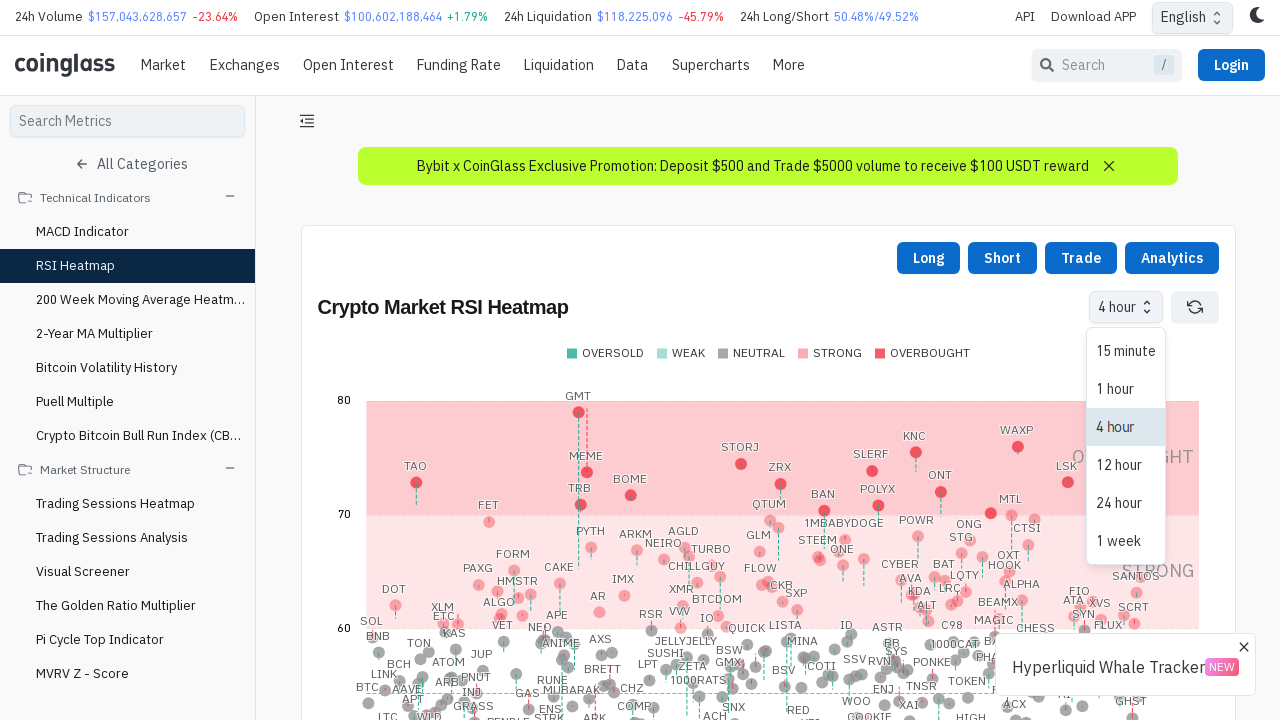 24h Volume $157,043,628,657 -23.64% Open Interest $100,602,188,464 +1.79% 24h Liquidation $118,225,096 -45.79% 24h Long/Short 50.48%/49.52% API Download APP English
coinglass Market Exchanges Open Interest Funding Rate Liquidation Data Supercharts More Search / Login
Search Metrics
All Categories
Technical Indicators
MACD Indicator
RSI Heatmap
200 Week Moving Average Heatm...
2-Year MA Multiplier
Bitcoin Volatility History
Puell Multiple
Crypto Bitcoin Bull Run Index (CB...
Market Structure
Trading Sessions Heatmap
Trading Sessions Analysis
Visual Screener
The Golden Ratio Multiplier
Pi Cycle Top Indicator
MVRV Z - Score
Bybit x CoinGlass Exclusive Promotion: Deposit $500 and Trade $5000 volume to receive $100 USDT reward
Long Short Trade Analytics
Crypto Market RSI Heatmap
4 hour
15 minute
1 hour
4 hour
12 hour
24 hour
1 week
OVERSOLD WEAK NEUTRAL STRONG OVERBOUGHT
80
GMT
WAXP
KNC
STORJ
MEME
SLERF
TAO
ZRX
LSK
BOME
ONT
TRB
POLYX
BAN
MTL
FET
QTUM
70
1MBABYDOGE
POWR
ONG
CTSI
PYTH
ARKM
AGLD
GLM
STEEM
STG
NEIRO
TURBO
ONE
FORM
OXT
PAXG
CAKE
CHILLGUY
FLOW
CYBER
BAT
HOOK
HMSTR
IMX
LQTY
SANTOS
STRONG
DOT
XMR
CKB
AVA
LRC
ALPHA
AR
BTCDOM
SXP
KDA
FIO
XLM
ALGO
VVV
ALT
BEAMX
ATA
XVS
SCRT
ETC
APE
RSR
IO
MAGIC
SYN
SOL
VET
NEO
QUICK
LISTA
ASTR
C98
CHESS
FLUX
60
BNB
KAS
TON
ANIME
AXS
JELLYJELLY
MINA
ID
1000CAT
BCH
JUP
SUSHI
BSW
SYS
ATOM
LPT
ZETA
GMX
COTI
SSV
RVN
PONKE
LINK
PNUT
RUNE
BRETT
BSV
TOKEN
BTC
AAVE
ARB
INJ
GAS
MUBARAK
CHZ
1000RATS
ENJ
TNSR
GHST
GRASS
ENS
COMP
SNX
RED
WOO
XAI
ACX
LTC
WLD
STRK
ARK
ACH
COOKIE
HIGH
Hyperliquid Whale Tracker NEW